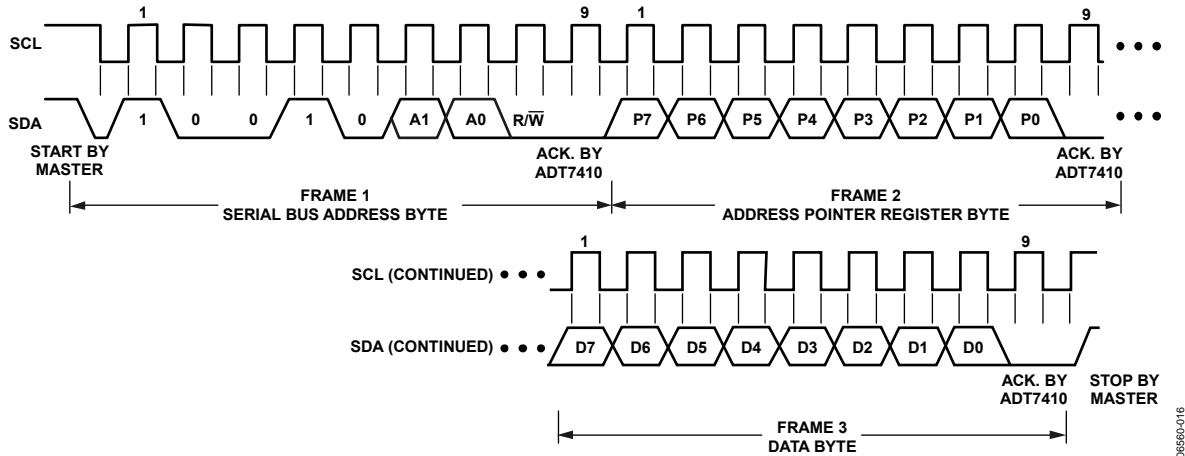 1 9 1 9
SCL
SDA 1 0 0 1 0 A1 A0 R/W̅ P7 P6 P5 P4 P3 P2 P1 P0
START BY
MASTER
ACK. BY
ADT7410
ACK. BY
ADT7410
FRAME 1
SERIAL BUS ADDRESS BYTE
FRAME 2
ADDRESS POINTER REGISTER BYTE
1 9
SCL (CONTINUED)
SDA (CONTINUED) D7 D6 D5 D4 D3 D2 D1 D0
ACK. BY
ADT7410
STOP BY
MASTER
FRAME 3
DATA BYTE
06560-016